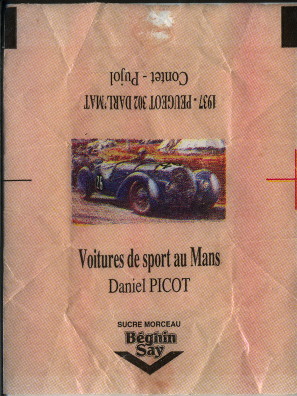 Contet - Pujol
1937 - PEUGEOT 302 DARL'MAT
Voitures de sport au Mans
Daniel PICOT
SUCRE MORCEAU
Béghin
Say